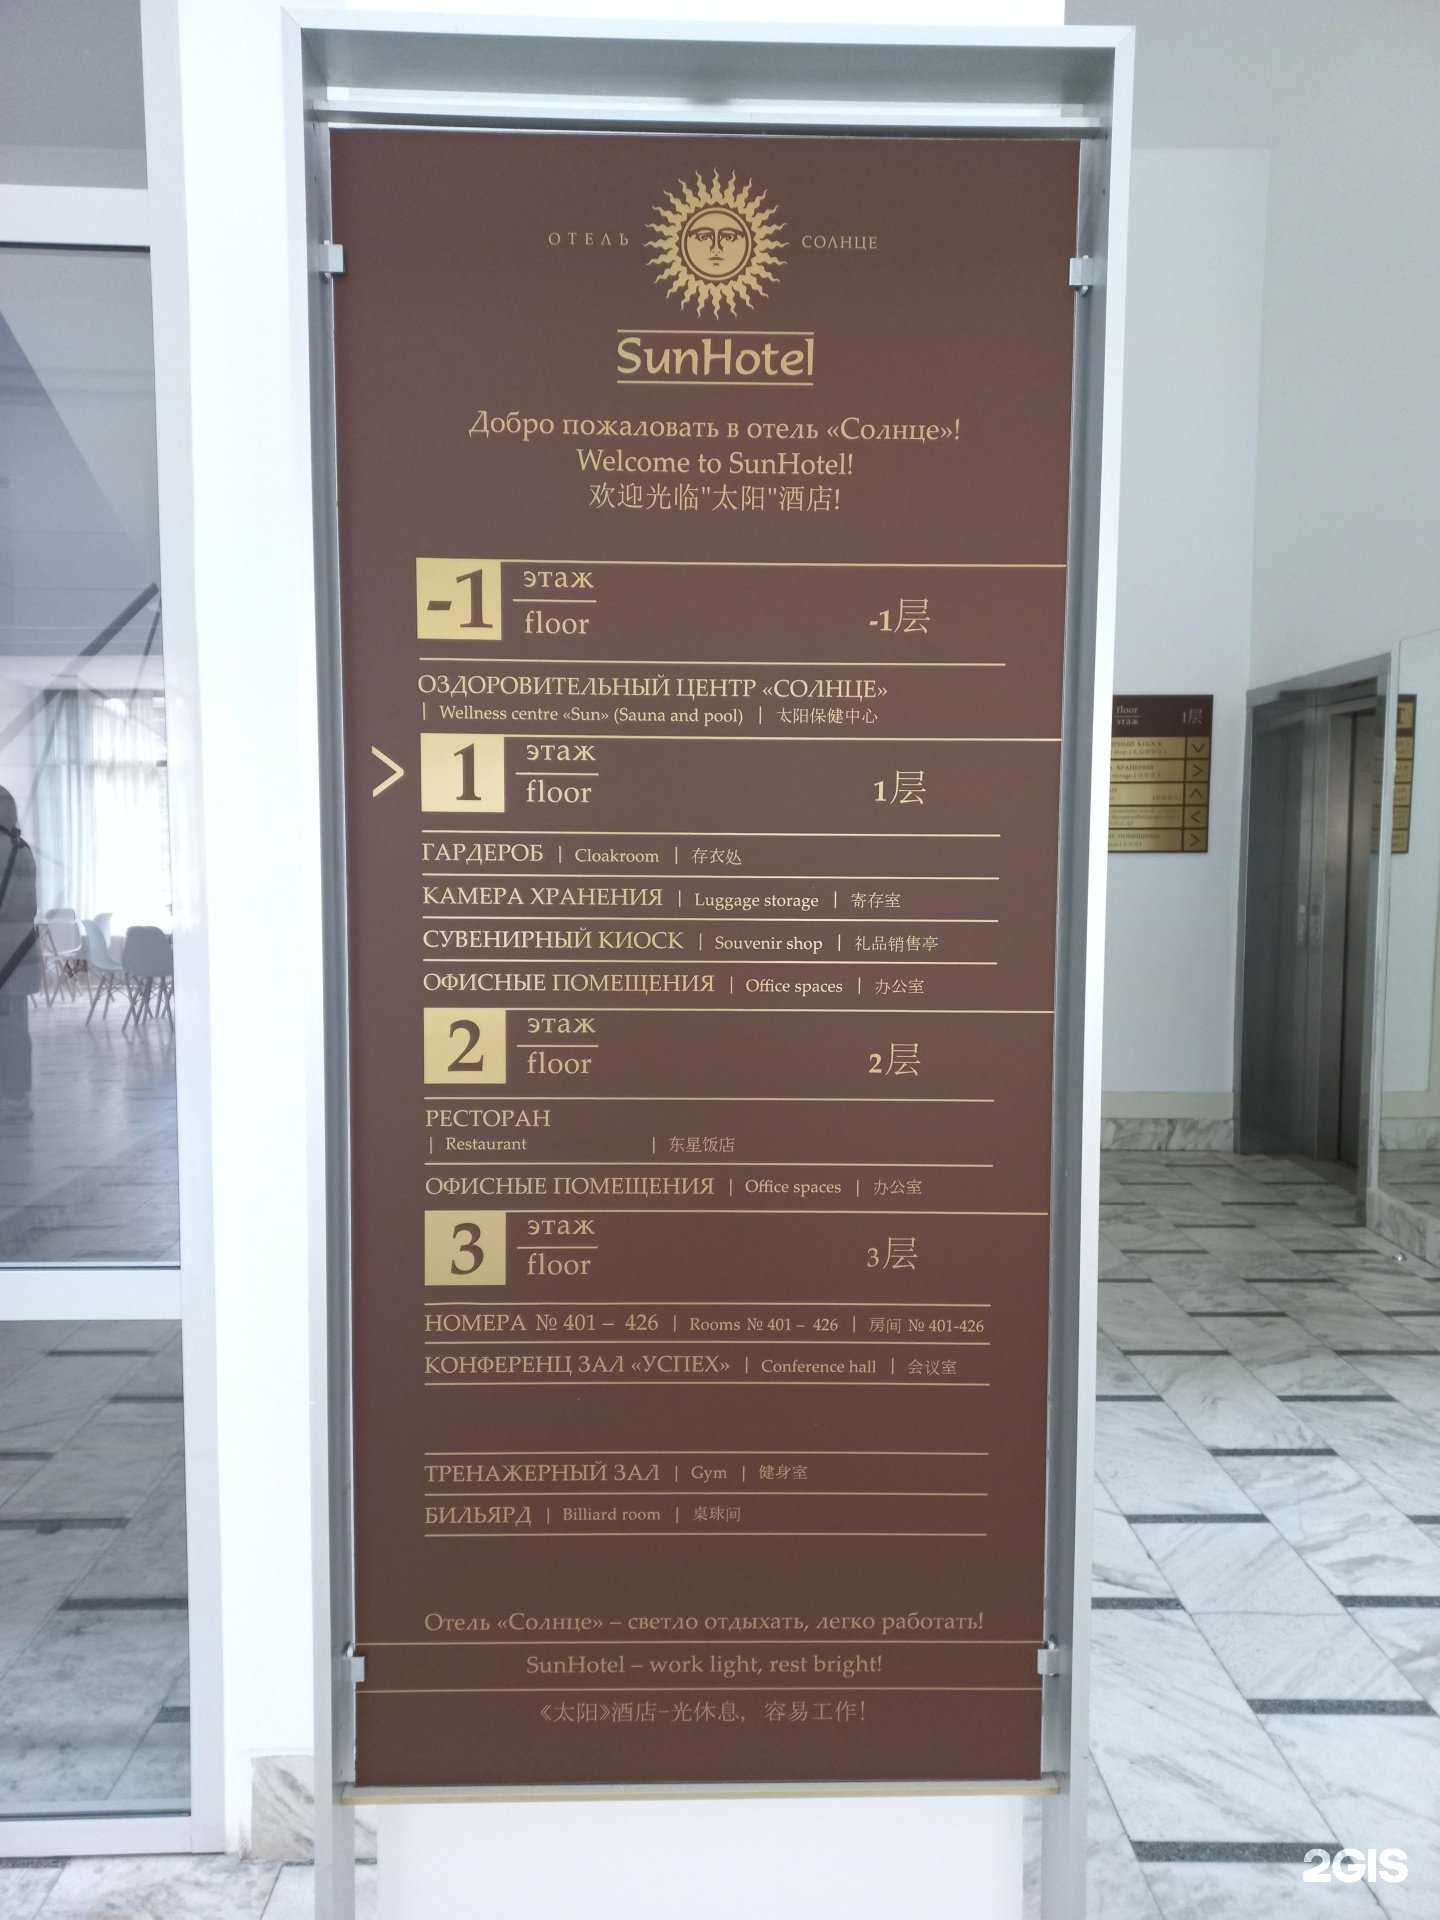 ОТЕЛЬ СОЛНЦЕ
SunHotel
Добро пожаловать в отель «Солнце»!
Welcome to SunHotel!
欢迎光临"太阳"酒店!
-1 этаж
floor
-1层
ОЗДОРОВИТЕЛЬНЫЙ ЦЕНТР «СОЛНЦЕ»
| Wellness centre «Sun» (Sauna and pool) | 太阳保健中心
> 1 этаж
floor
1层
ГАРДЕРОБ | Cloakroom | 存衣处
КАМЕРА ХРАНЕНИЯ | Luggage storage | 寄存室
СУВЕНИРНЫЙ КИОСК | Souvenir shop | 礼品销售亭
ОФИСНЫЕ ПОМЕЩЕНИЯ | Office spaces | 办公室
2 этаж
floor
2层
РЕСТОРАН
| Restaurant | 东星饭店
ОФИСНЫЕ ПОМЕЩЕНИЯ | Office spaces | 办公室
3 этаж
floor
3层
НОМЕРА № 401 – 426 | Rooms № 401 – 426 | 房间 № 401-426
КОНФЕРЕНЦ ЗАЛ «УСПЕХ» | Conference hall | 会议室
ТРЕНАЖЕРНЫЙ ЗАЛ | Gym | 健身室
БИЛЬЯРД | Billiard room | 桌球间
Отель «Солнце» – светло отдыхать, легко работать!
SunHotel – work light, rest bright!
《太阳》酒店-光休息，容易工作!
floor
этаж
1层
2GIS